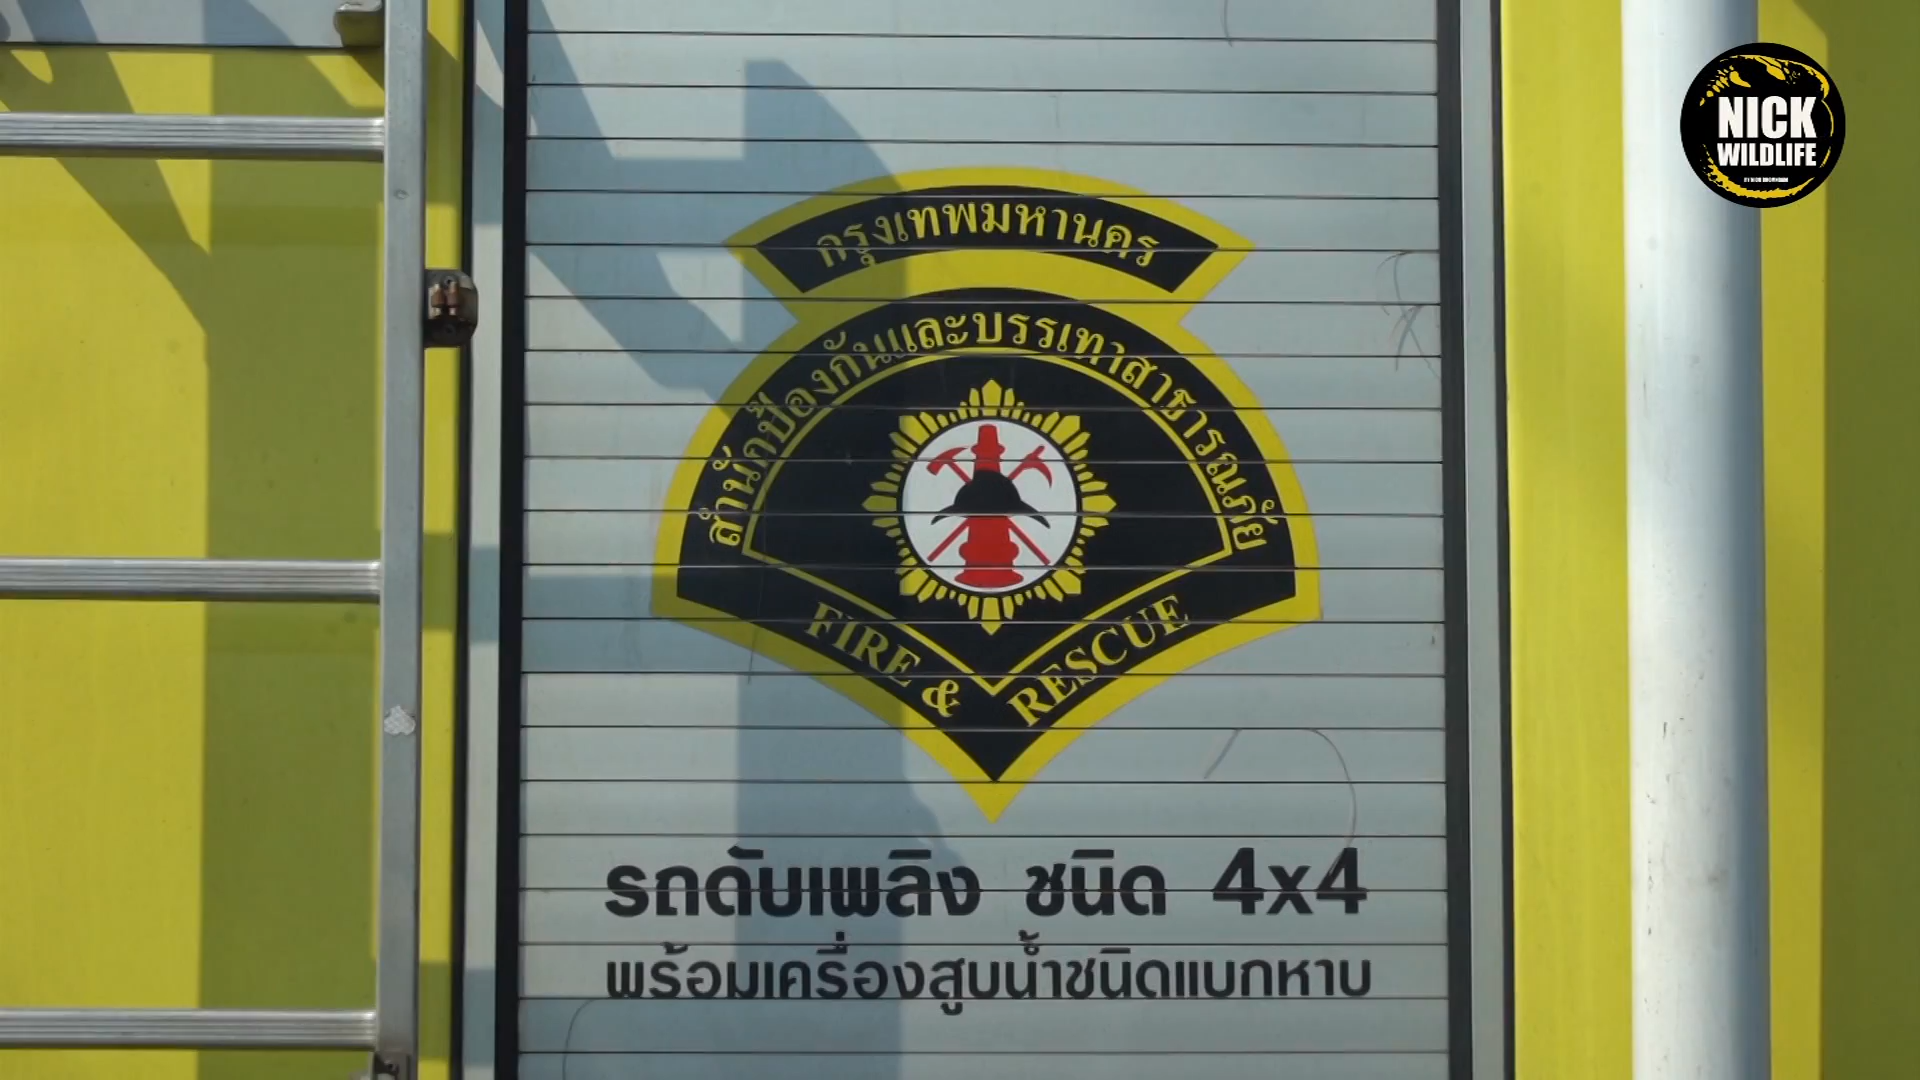 NICK
WILDLIFE
กรุงเทพมหานคร
สำนักป้องกันและบรรเทาสาธารณภัย
FIRE & RESCUE
รถดับเพลิง ชนิด 4x4
พร้อมเครื่องสูบน้ำชนิดแบกหาบ